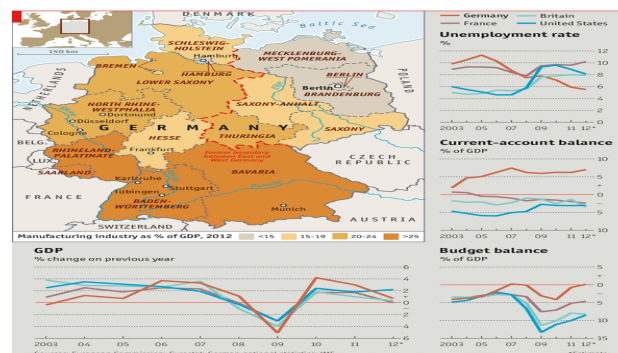 DENMARK
Baltic Sea
150 km
SCHLESWIG-
HOLSTEIN
Hamburg
MECKLENBURG-
WEST POMERANIA
BREMEN
HAMBURG
LOWER SAXONY
BERLIN
Berlin
BRANDENBURG
POLAND
NETHERLANDS
NORTH RHINE-
WESTPHALIA
Dortmund
Düsseldorf
Cologne
SAXONY-ANHALT
GERMANY
BELG.
HESSE
THURINGIA
SAXONY
RHINELAND-
PALATINATE
Frankfurt
Former boundary
between East and
West Germany
LUX.
SAARLAND
CZECH
REPUBLIC
Karlsruhe
Stuttgart
Tübingen
BAVARIA
FRANCE
BADEN-
WÜRTTEMBERG
Munich
SWITZERLAND
AUSTRIA
Manufacturing industry as % of GDP, 2012 <15 15-19 20-24 >25
GDP
% change on previous year
6
4
2
+
0
-
2
4
6
2003 04 05 06 07 08 09 10 11 12*
Germany Britain
France United States
Unemployment rate
%
12
10
8
6
4
2003 05 07 09 11 12*
Current-account balance
% of GDP
10
5
+
0
-
5
10
2003 05 07 09 11 12*
Budget balance
% of GDP
5
+
0
-
5
10
15
2003 05 07 09 11 12*